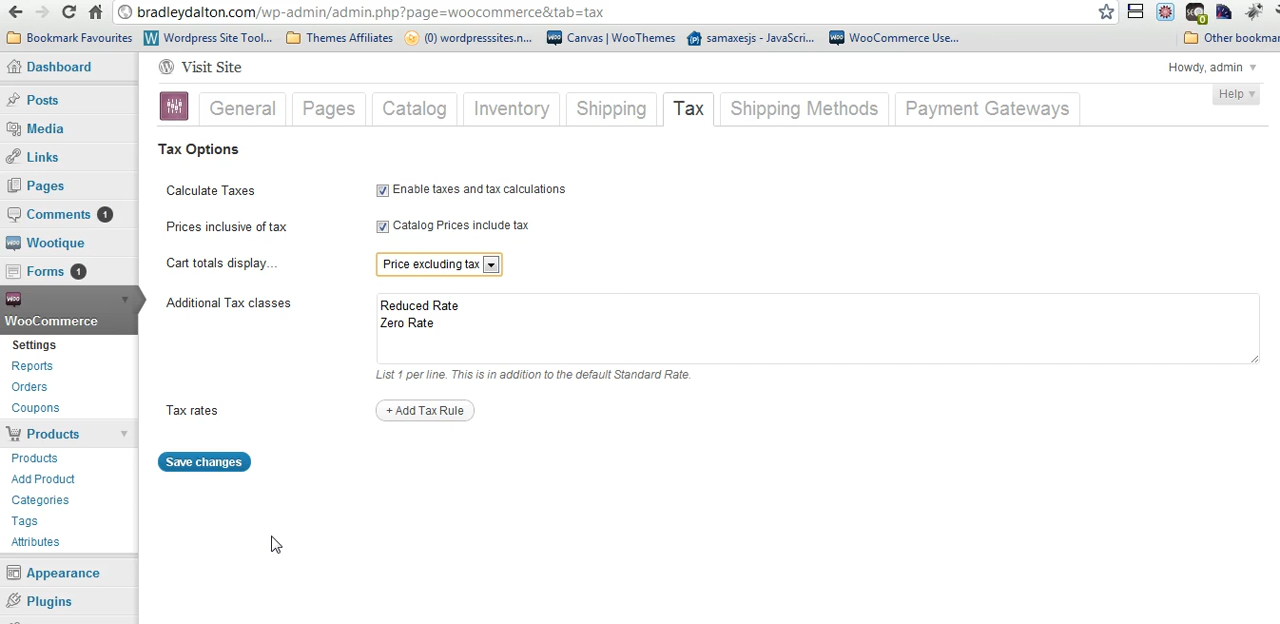 bradleydalton.com/wp-admin/admin.php?page=woocommerce&tab=tax
Bookmark Favourites Wordpress Site Tool... Themes Affiliates (0) wordpresssites.n... Canvas | WooThemes samaxesjs - JavaScri... WooCommerce Use... Other bookmar
Dashboard
Posts
Media
Links
Pages
Comments 1
Wootique
Forms 1
WooCommerce
Settings
Reports
Orders
Coupons
Products
Products
Add Product
Categories
Tags
Attributes
Appearance
Plugins
Visit Site
Howdy, admin
Help
General Pages Catalog Inventory Shipping Tax Shipping Methods Payment Gateways
Tax Options
Calculate Taxes Enable taxes and tax calculations
Prices inclusive of tax Catalog Prices include tax
Cart totals display... Price excluding tax
Additional Tax classes Reduced Rate
Zero Rate
List 1 per line. This is in addition to the default Standard Rate.
Tax rates + Add Tax Rule
Save changes